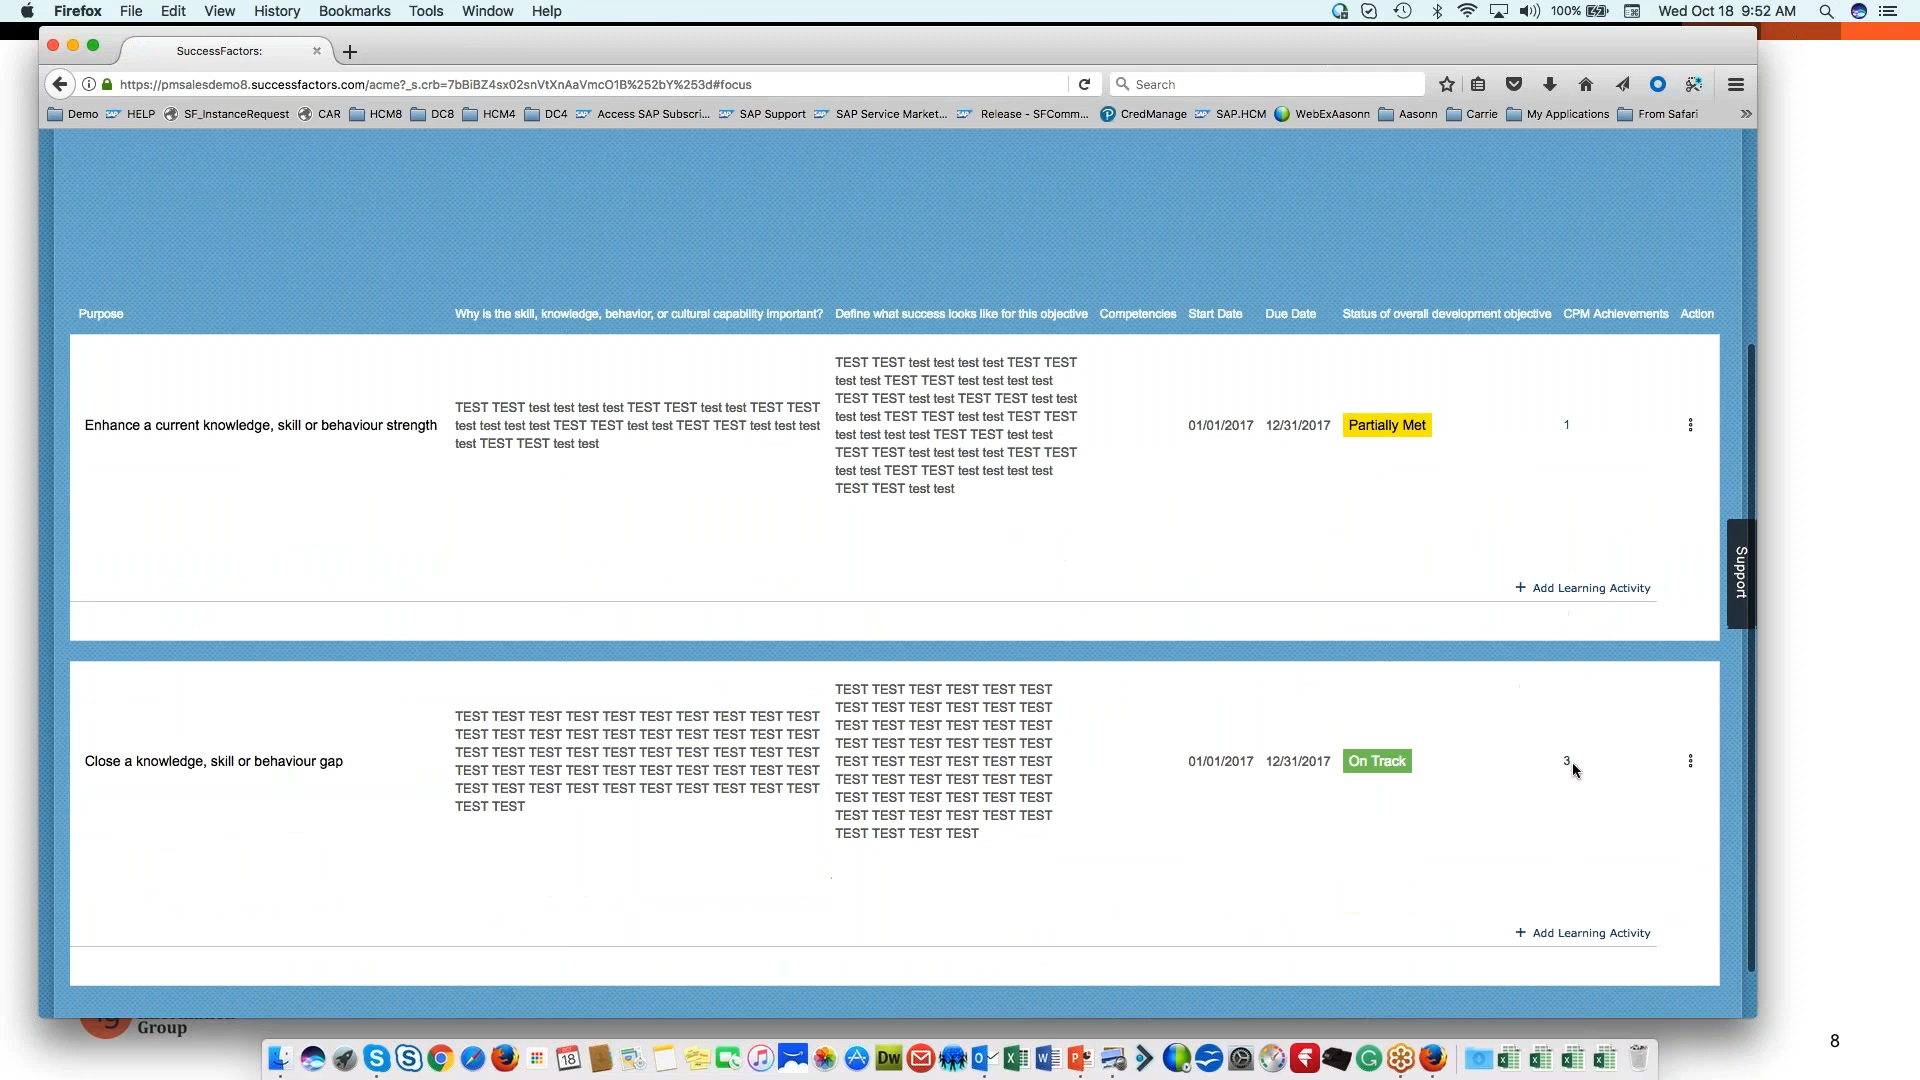 Firefox File Edit View History Bookmarks Tools Window Help 100% Wed Oct 18 9:52 AM
SuccessFactors:
https://pmsalesdemo8.successfactors.com/acme?_s.crb=7bBiBZ4sx02snVtXnAaVmcO1B%252bY%253d#focus Search
Demo HELP SF_InstanceRequest CAR HCM8 DC8 HCM4 DC4 Access SAP Subscri... SAP Support SAP Service Market... Release - SFComm... CredManage SAP.HCM WebExAasonn Aasonn Carrie My Applications From Safari
Purpose Why is the skill, knowledge, behavior, or cultural capability important? Define what success looks like for this objective Competencies Start Date Due Date Status of overall development objective CPM Achievements Action
Enhance a current knowledge, skill or behaviour strength
TEST TEST test test test test TEST TEST test test TEST TEST
test test test test TEST TEST test test TEST TEST test test test
test TEST TEST test test
TEST TEST test test test test TEST TEST
test test TEST TEST test test test test
TEST TEST test test TEST TEST test test
test test TEST TEST test test TEST TEST
test test test test TEST TEST test test
TEST TEST test test test test TEST TEST
test test TEST TEST test test test test
TEST TEST test test
01/01/2017 12/31/2017 Partially Met 1
+ Add Learning Activity
Support
Close a knowledge, skill or behaviour gap
TEST TEST TEST TEST TEST TEST TEST TEST TEST TEST
TEST TEST TEST TEST TEST TEST TEST TEST TEST TEST
TEST TEST TEST TEST TEST TEST TEST TEST TEST TEST
TEST TEST TEST TEST TEST TEST TEST TEST TEST TEST
TEST TEST TEST TEST TEST TEST TEST TEST TEST TEST
TEST TEST
TEST TEST TEST TEST TEST TEST
TEST TEST TEST TEST TEST TEST
TEST TEST TEST TEST TEST TEST
TEST TEST TEST TEST TEST TEST
TEST TEST TEST TEST TEST TEST
TEST TEST TEST TEST TEST TEST
TEST TEST TEST TEST TEST TEST
TEST TEST TEST TEST TEST TEST
TEST TEST TEST TEST
01/01/2017 12/31/2017 On Track 3
+ Add Learning Activity
Group
8
18 Dw